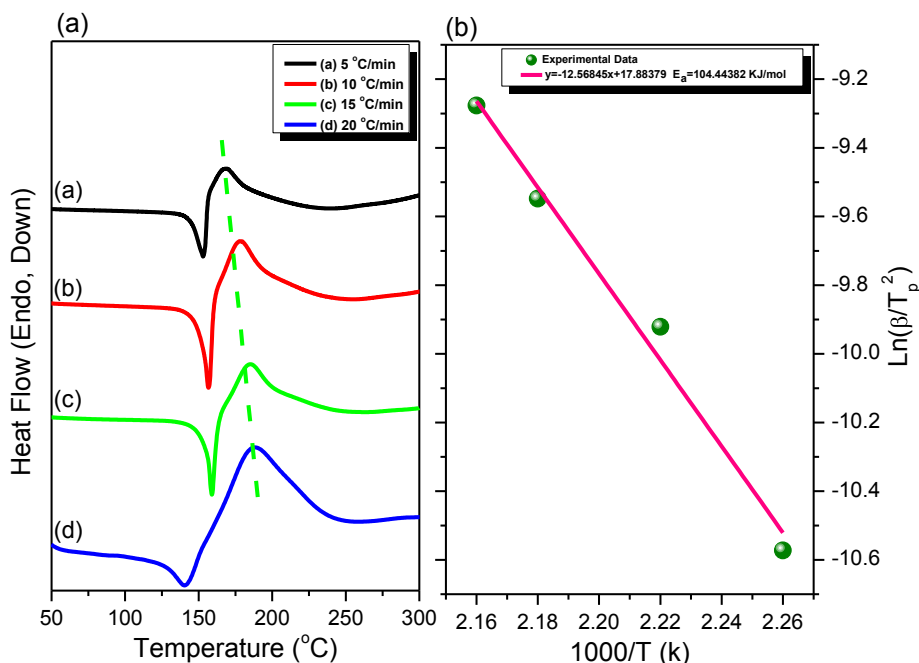 (a)
(a) 5 °C/min
(b) 10 °C/min
(c) 15 °C/min
(d) 20 °C/min
(a)
(b)
(c)
(d)
Heat Flow (Endo, Down)
50 100 150 200 250 300
Temperature (°C)
(b)
Experimental Data
y=-12.56845x+17.88379 Eₐ=104.44382 KJ/mol
-9.2
-9.4
-9.6
-9.8
-10.0
-10.2
-10.4
-10.6
Ln(β/Tₚ²)
2.16 2.18 2.20 2.22 2.24 2.26
1000/T (k)